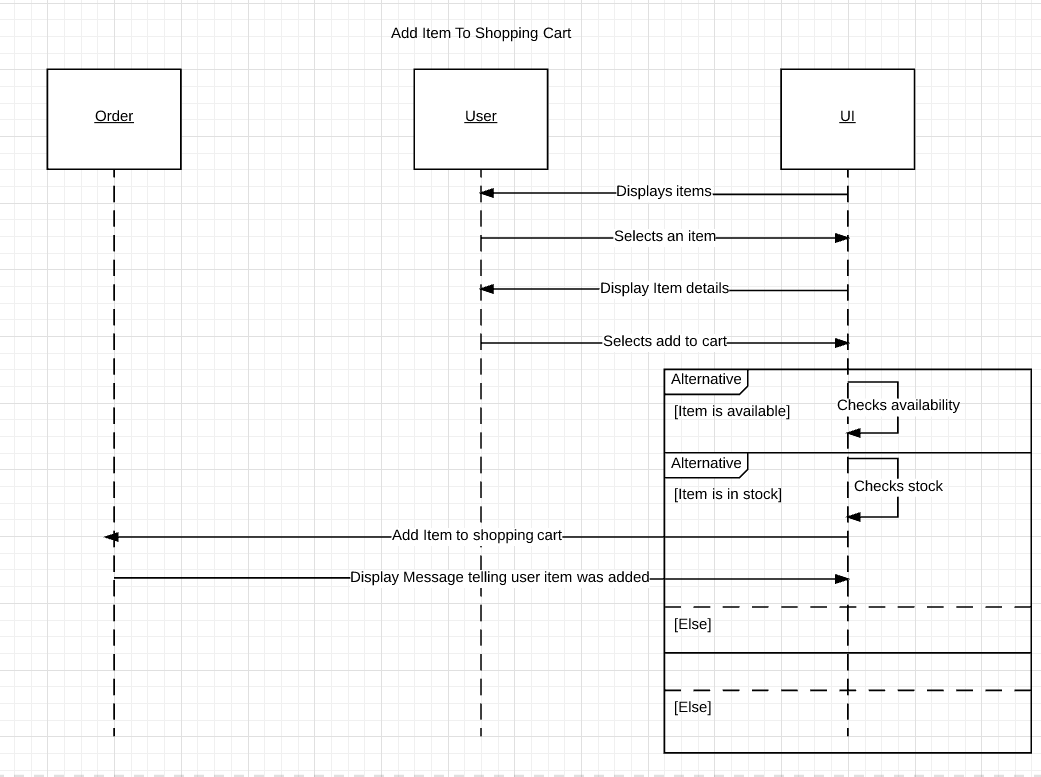 Add Item To Shopping Cart
Order
User
UI
Displays items
Selects an item
Display Item details
Selects add to cart
Alternative
Checks availability
[Item is available]
Alternative
Checks stock
[Item is in stock]
Add Item to shopping cart
Display Message telling user item was added
[Else]
[Else]